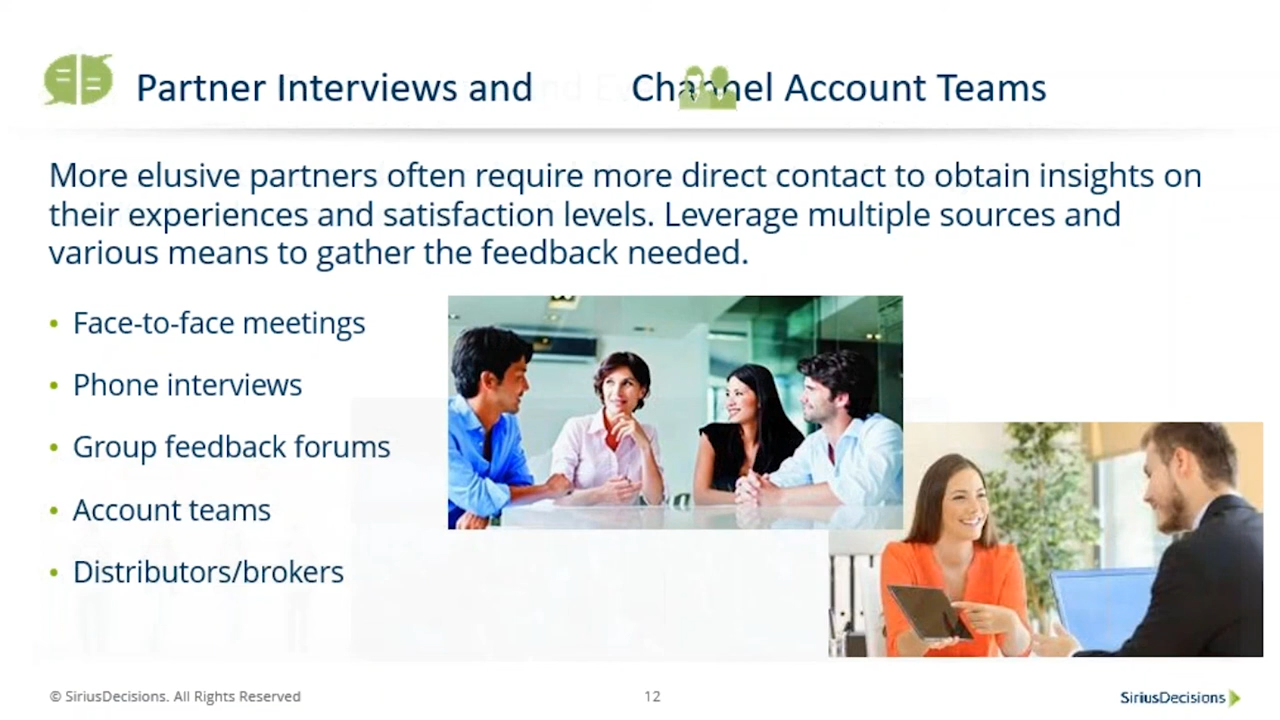 Partner Interviews and Channel Account Teams
More elusive partners often require more direct contact to obtain insights on
their experiences and satisfaction levels. Leverage multiple sources and
various means to gather the feedback needed.
• Face-to-face meetings
• Phone interviews
• Group feedback forums
• Account teams
• Distributors/brokers
© SiriusDecisions. All Rights Reserved
12
SiriusDecisions